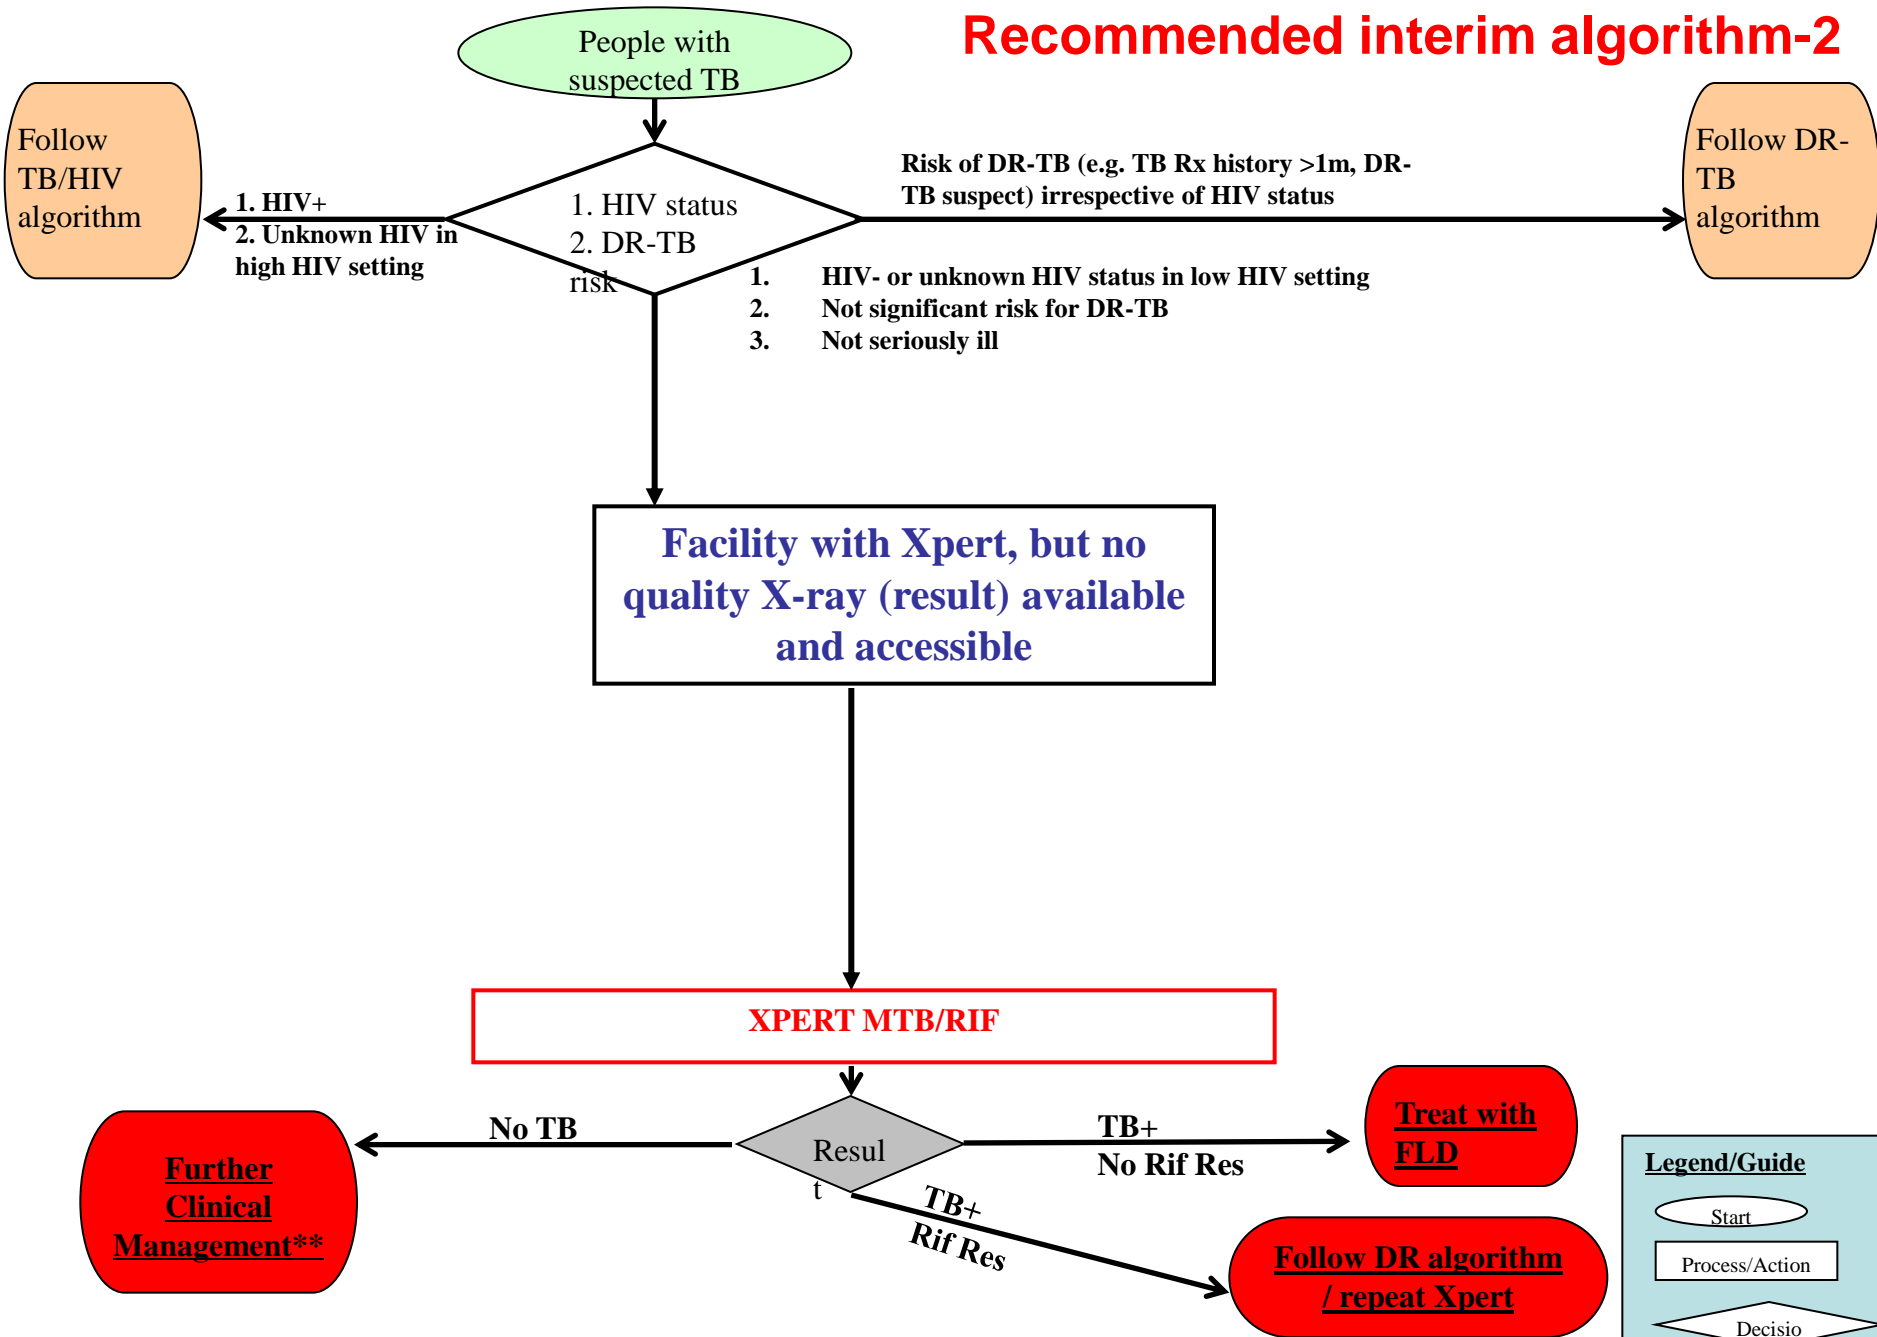 Recommended interim algorithm-2
People with
suspected TB
Follow
TB/HIV
algorithm
1. HIV+
2. Unknown HIV in
high HIV setting
1. HIV status
2. DR-TB
risk
Risk of DR-TB (e.g. TB Rx history >1m, DR-
TB suspect) irrespective of HIV status
Follow DR-
TB
algorithm
1. HIV- or unknown HIV status in low HIV setting
2. Not significant risk for DR-TB
3. Not seriously ill
Facility with Xpert, but no
quality X-ray (result) available
and accessible
XPERT MTB/RIF
No TB
Resul
t
TB+
No Rif Res
Treat with
FLD
Further
Clinical
Management**
TB+
Rif Res
Follow DR algorithm
/ repeat Xpert
Legend/Guide
Start
Process/Action
Decisio